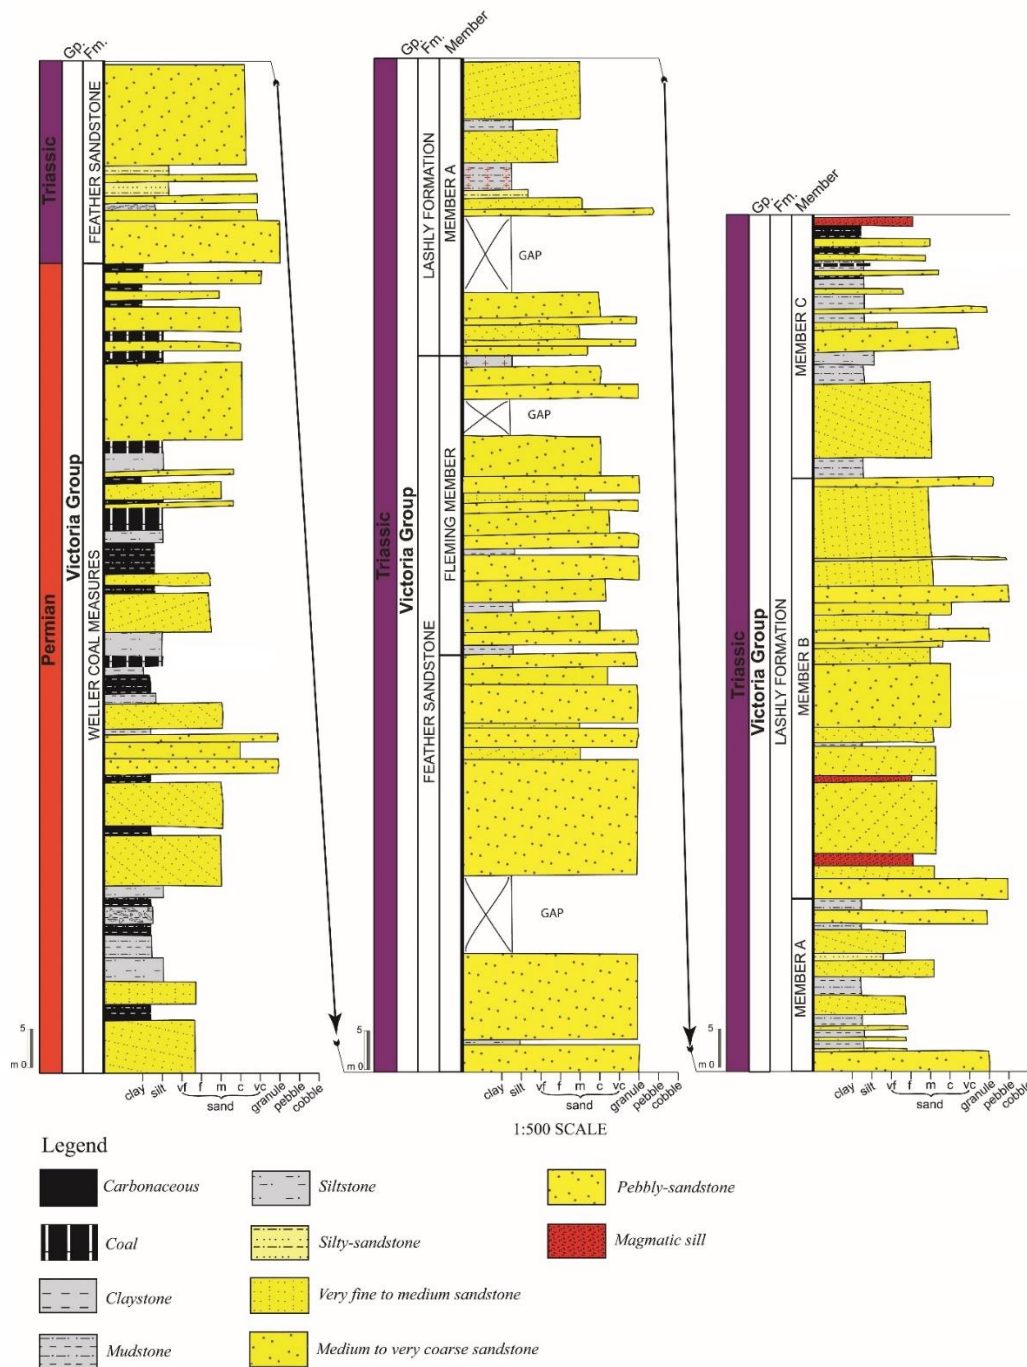 Gp.
Fm.
Triassic
Permian
Victoria Group
FEATHER SANDSTONE
WELLER COAL MEASURES
5
m 0
clay
silt
vf
f
m
c
vc
sand
granule
pebble
cobble
Gp.
Fm.
Member
Triassic
Victoria Group
LASHLY FORMATION
MEMBER A
GAP
FLEMING MEMBER
GAP
FEATHER SANDSTONE
GAP
5
m 0
clay
silt
vf
f
m
c
vc
sand
granule
pebble
cobble
1:500 SCALE
Gp.
Fm.
Member
Triassic
Victoria Group
LASHLY FORMATION
MEMBER C
MEMBER B
MEMBER A
5
m 0
clay
silt
vf
f
m
c
vc
sand
granule
pebble
cobble
Legend
Carbonaceous
Siltstone
Pebbly-sandstone
Coal
Silty-sandstone
Magmatic sill
Claystone
Very fine to medium sandstone
Mudstone
Medium to very coarse sandstone